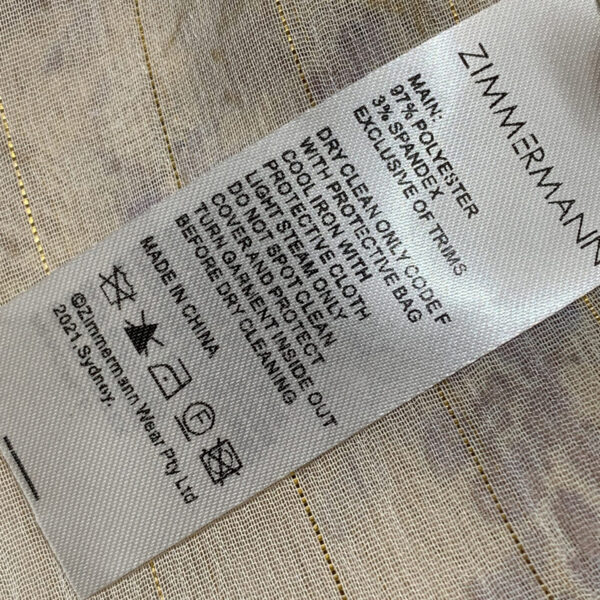 ZIMMERMANN
MAIN:
97% POLYESTER
3% SPANDEX
EXCLUSIVE OF TRIMS
DRY CLEAN ONLY CODE F
WITH PROTECTIVE BAG
COOL IRON WITH
PROTECTIVE CLOTH
LIGHT STEAM ONLY
DO NOT SPOT CLEAN
COVER AND PROTECT
TURN GARMENT INSIDE OUT
BEFORE DRY CLEANING
MADE IN CHINA
F
©Zimmermann Wear Pty Ltd
2021.Sydney.